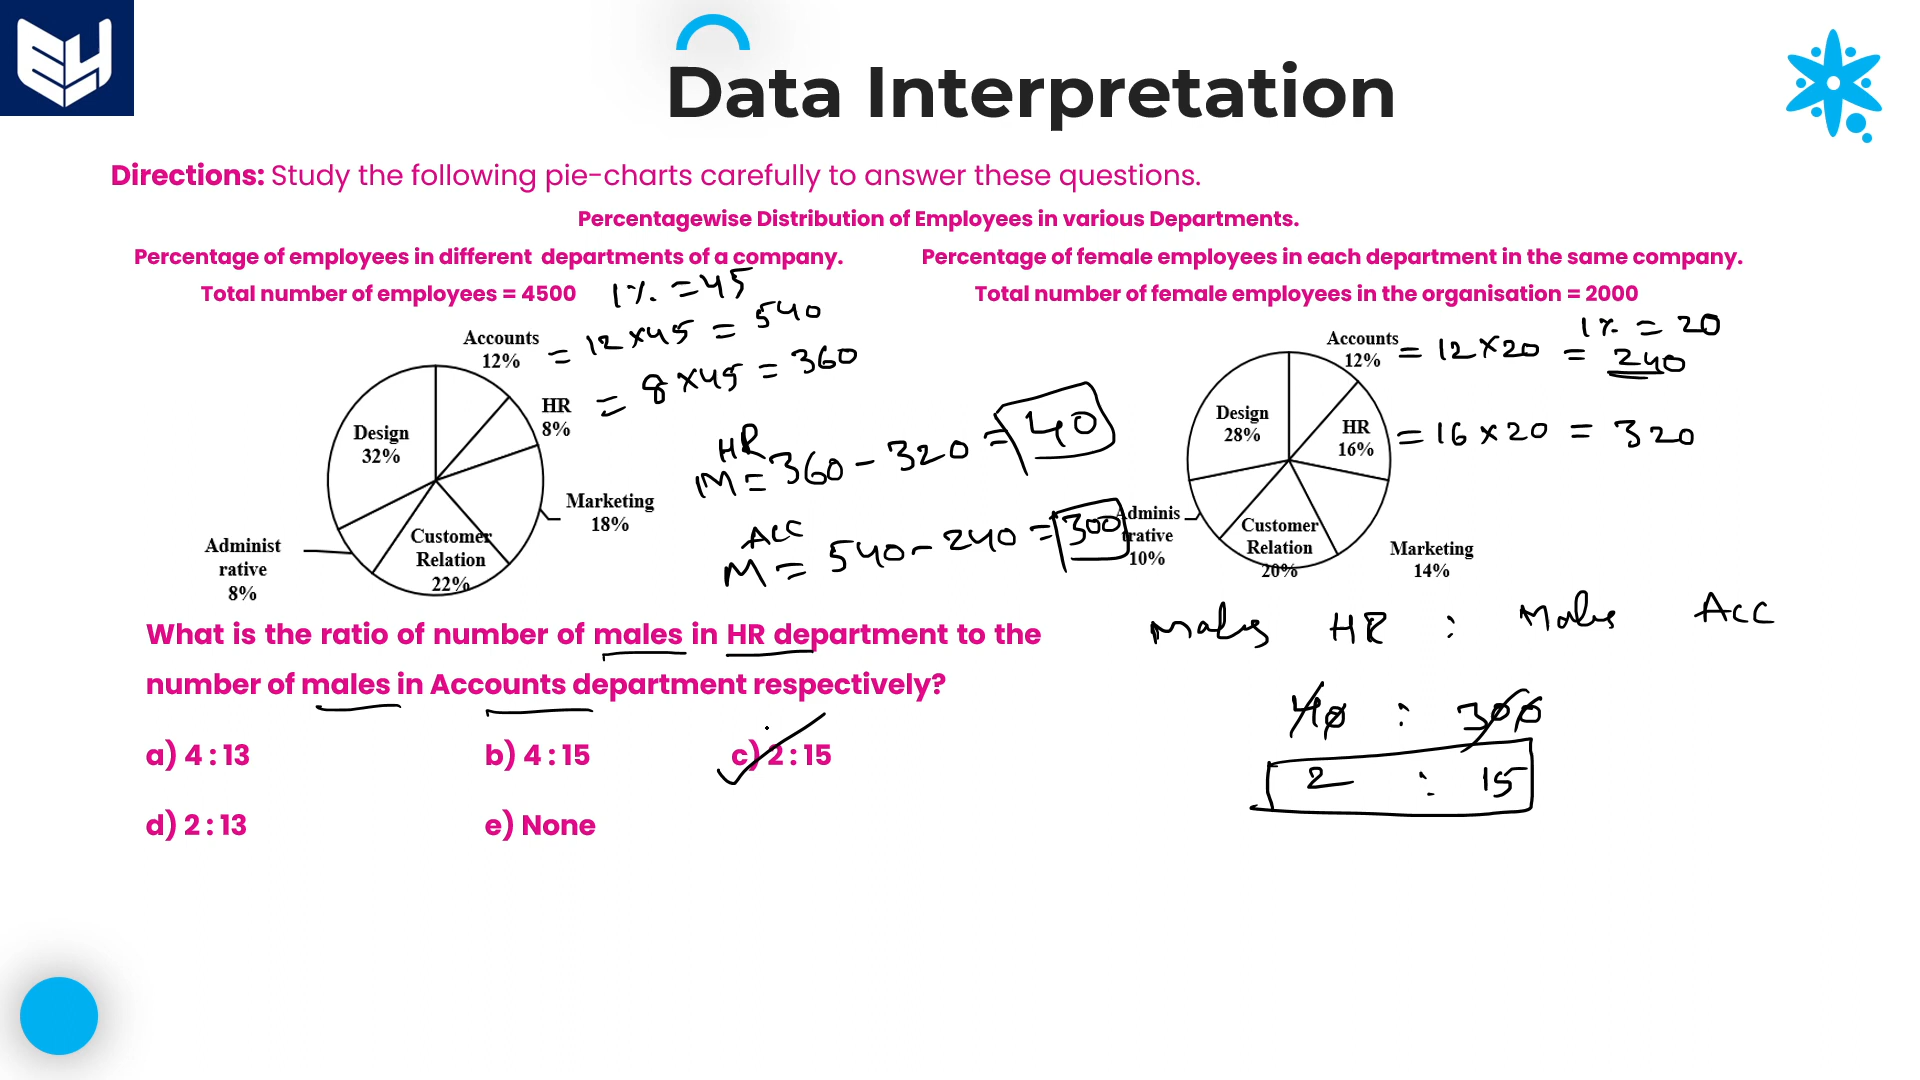 Data Interpretation
Directions: Study the following pie-charts carefully to answer these questions.
Percentagewise Distribution of Employees in various Departments.
Percentage of employees in different departments of a company.
Total number of employees = 4500
1% = 45
Accounts
12%
= 12×45 = 540
HR
8%
= 8×45 = 360
Design
32%
Marketing
18%
Customer
Relation
22%
Administ
rative
8%
HR
M = 360 - 320 = 40
ACC
M = 540 - 240 = 300
Percentage of female employees in each department in the same company.
Total number of female employees in the organisation = 2000
1% = 20
Accounts
12%
= 12×20 = 240
Design
28%
HR
16%
= 16×20 = 320
Adminis
trative
10%
Customer
Relation
20%
Marketing
14%
What is the ratio of number of males in HR department to the
number of males in Accounts department respectively?
a) 4 : 13
b) 4 : 15
c) 2 : 15
d) 2 : 13
e) None
Males HR : Males ACC
40 : 300
2 : 15